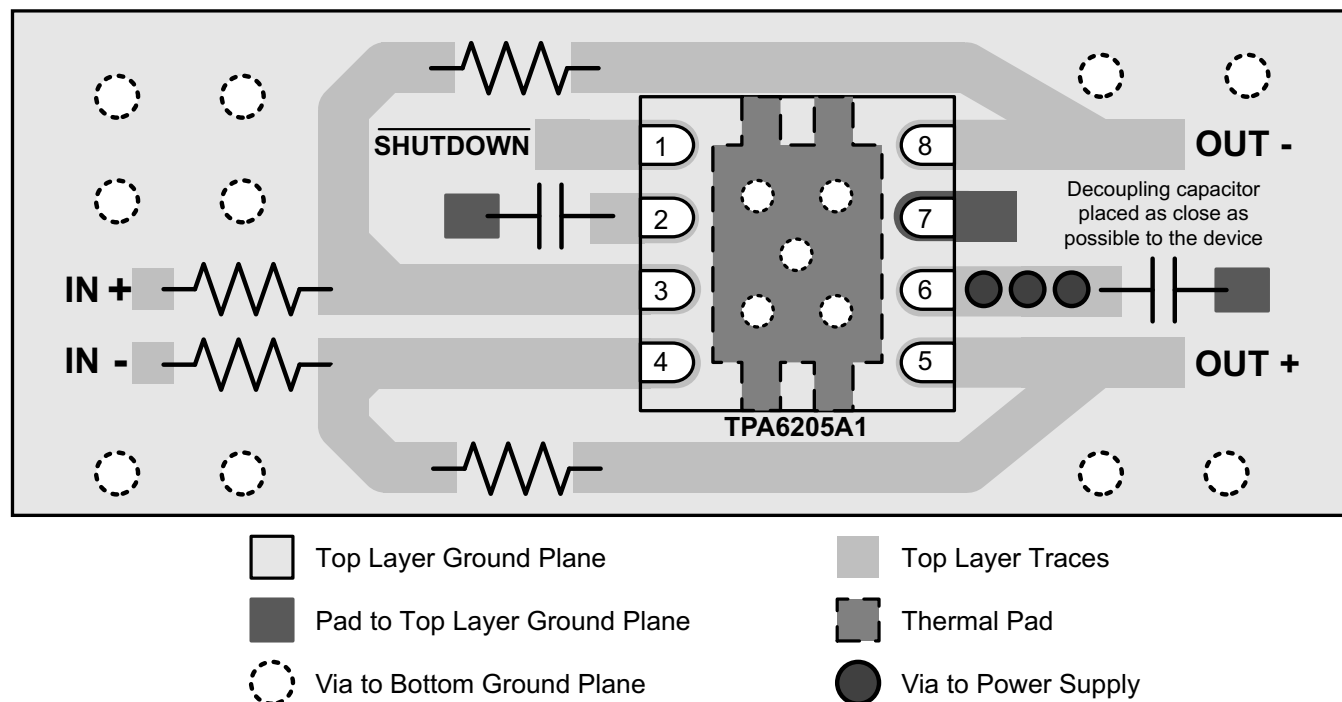 SHUTDOWN
1
8
OUT -
2
7
Decoupling capacitor
placed as close as
possible to the device
IN +
3
6
IN -
4
5
OUT +
TPA6205A1
Top Layer Ground Plane
Top Layer Traces
Pad to Top Layer Ground Plane
Thermal Pad
Via to Bottom Ground Plane
Via to Power Supply